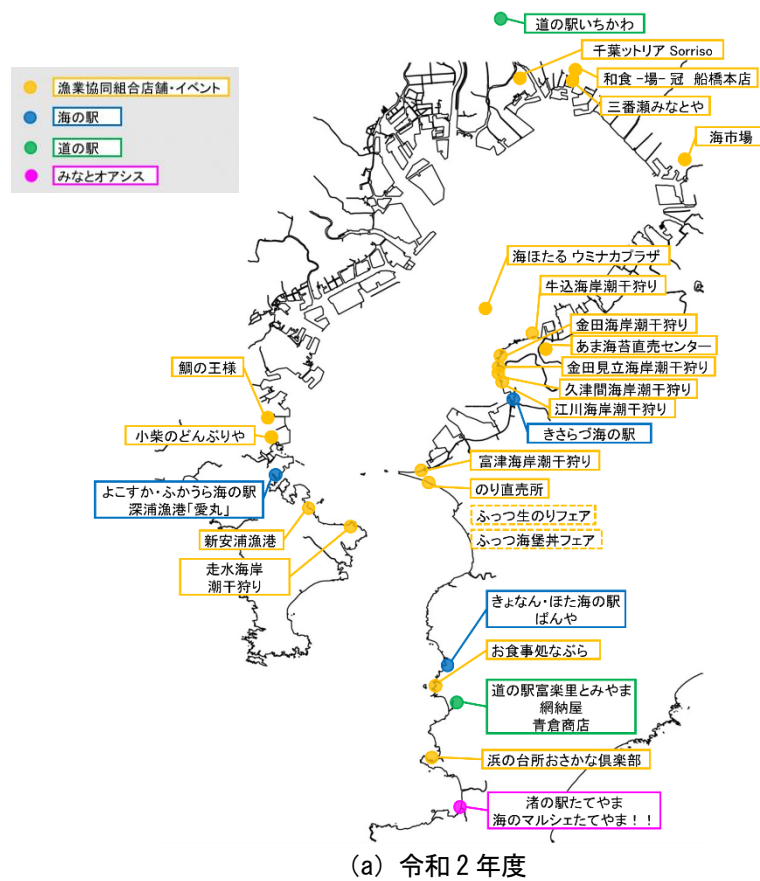 道の駅いちかわ
千葉ットリア Sorriso
和食 -場- 冠 船橋本店
三番瀬みなとや
海市場
漁業協同組合店舗・イベント
海の駅
道の駅
みなとオアシス
海ほたる ウミナカプラザ
牛込海岸潮干狩り
金田海岸潮干狩り
あま海苔直売センター
金田見立海岸潮干狩り
久津間海岸潮干狩り
江川海岸潮干狩り
きさらづ海の駅
鯛の王様
小柴のどんぶりや
よこすか・ふかうら海の駅
深浦漁港「愛丸」
新安浦漁港
走水海岸
潮干狩り
富津海岸潮干狩り
のり直売所
ふっつ生のりフェア
ふっつ海堡丼フェア
きょなん・ほた海の駅
ばんや
お食事処なぶら
道の駅富楽里とみやま
網納屋
青倉商店
浜の台所おさかな倶楽部
渚の駅たてやま
海のマルシェたてやま！！
(a) 令和2年度